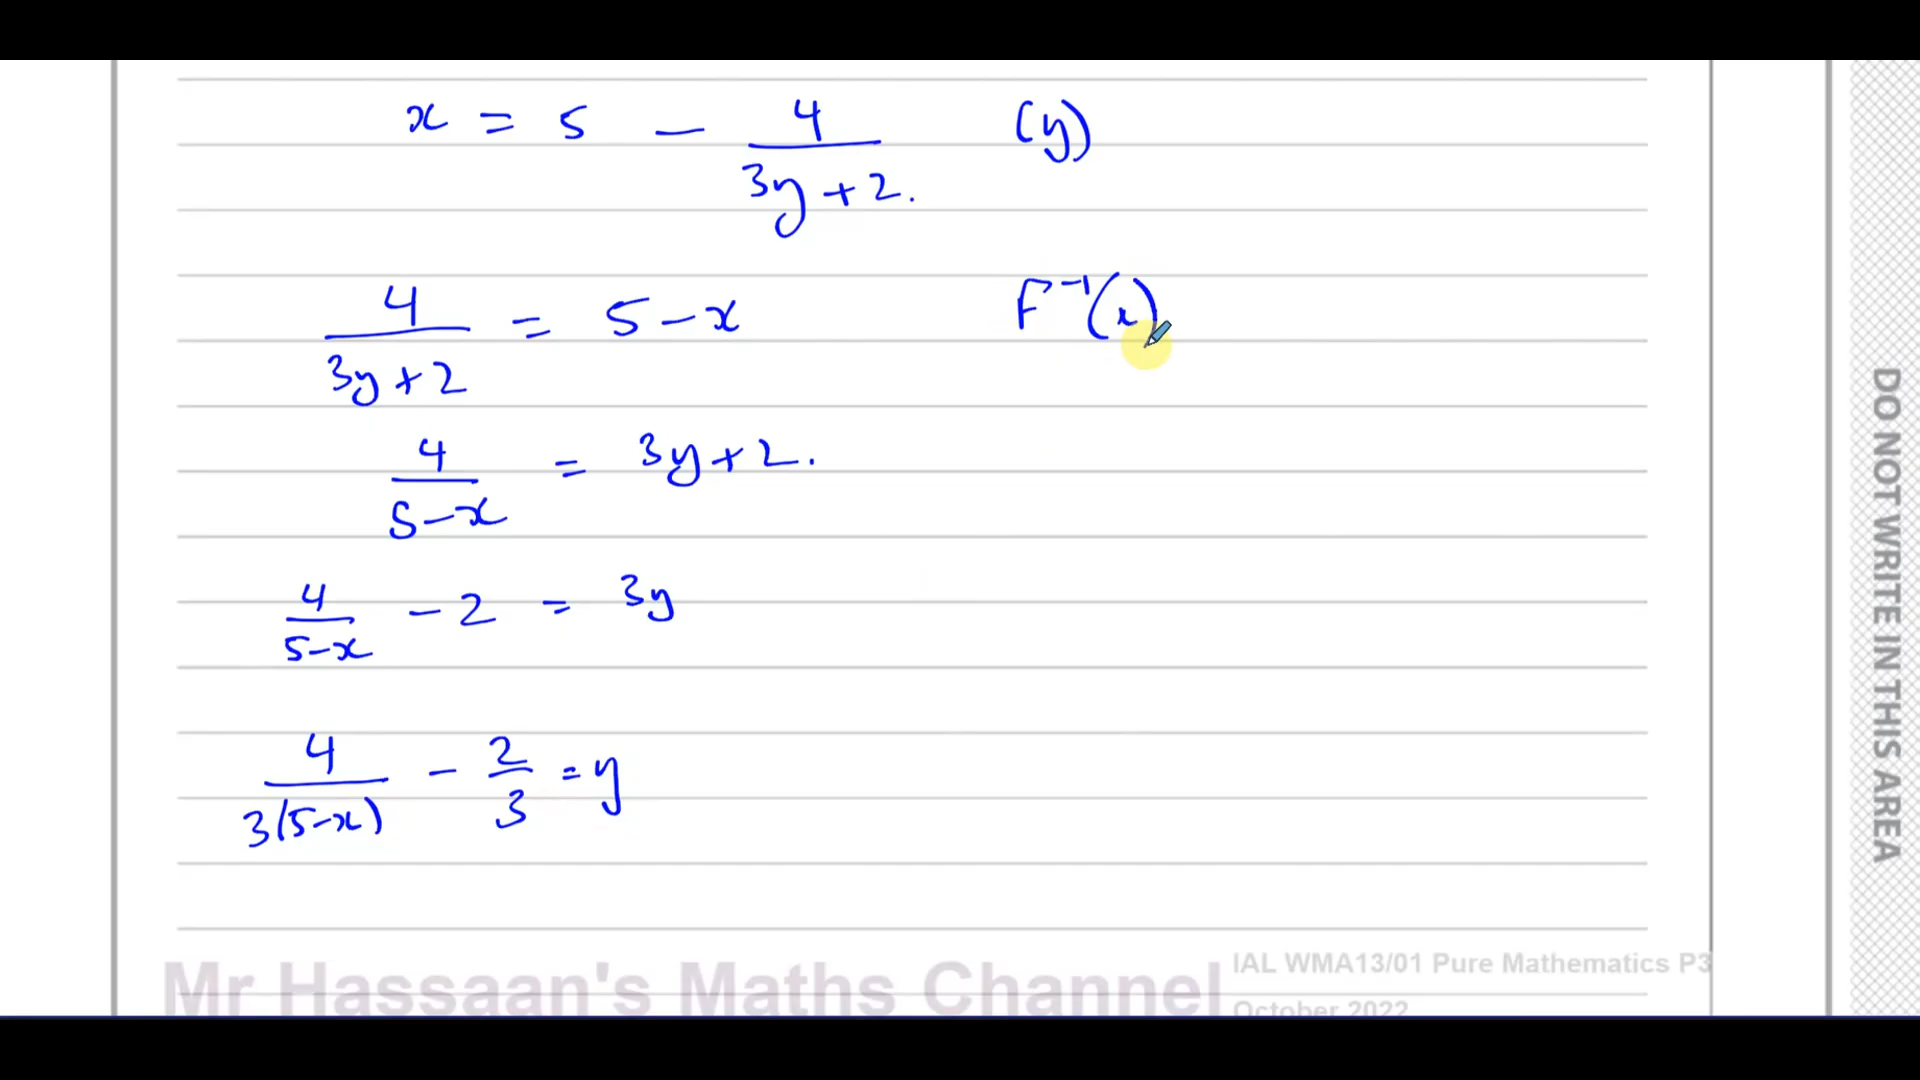 x = 5 - 4/(3y+2). (y)
4/(3y+2) = 5-x F⁻¹(x)
4/(5-x) = 3y+2.
4/(5-x) - 2 = 3y
4/(3(5-x)) - 2/3 = y
Mr Hassaan's Maths Channel
IAL WMA13/01 Pure Mathematics P3
October 2022
DO NOT WRITE IN THIS AREA